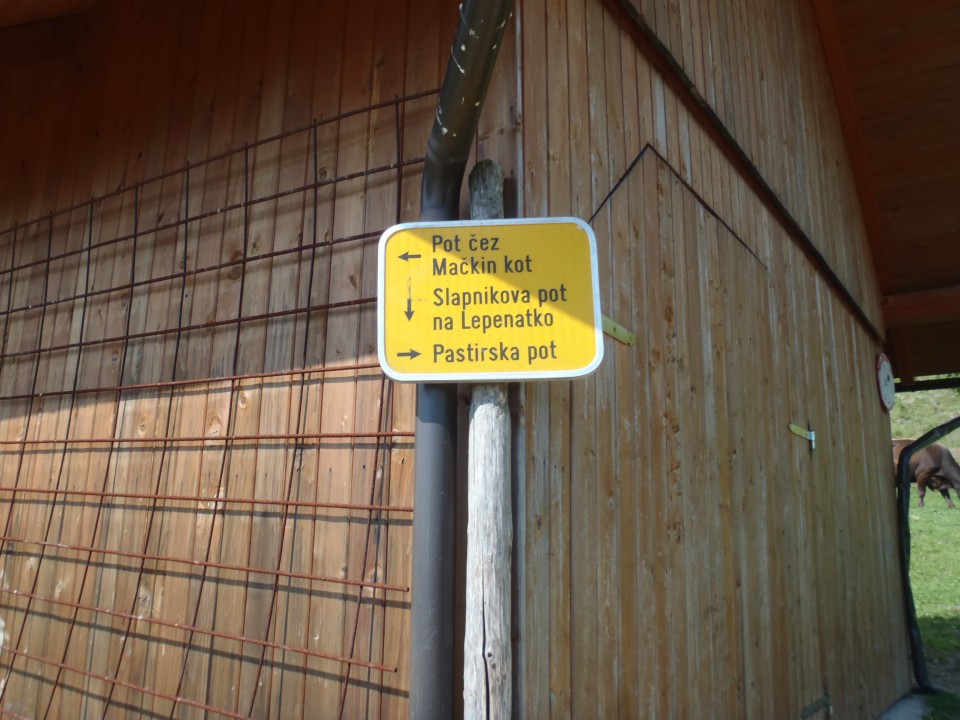 Pot čez
Mačkin kot
Slapnikova pot
na Lepenatko
Pastirska pot